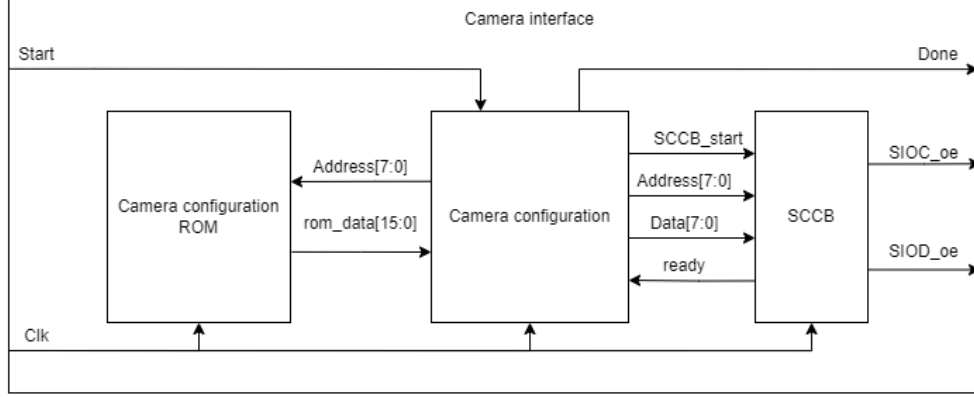 Camera interface
Start
Done
SCCB_start
SIOC_oe
Address[7:0]
Address[7:0]
Camera configuration
ROM
rom_data[15:0]
Camera configuration
Data[7:0]
SCCB
ready
SIOD_oe
Clk